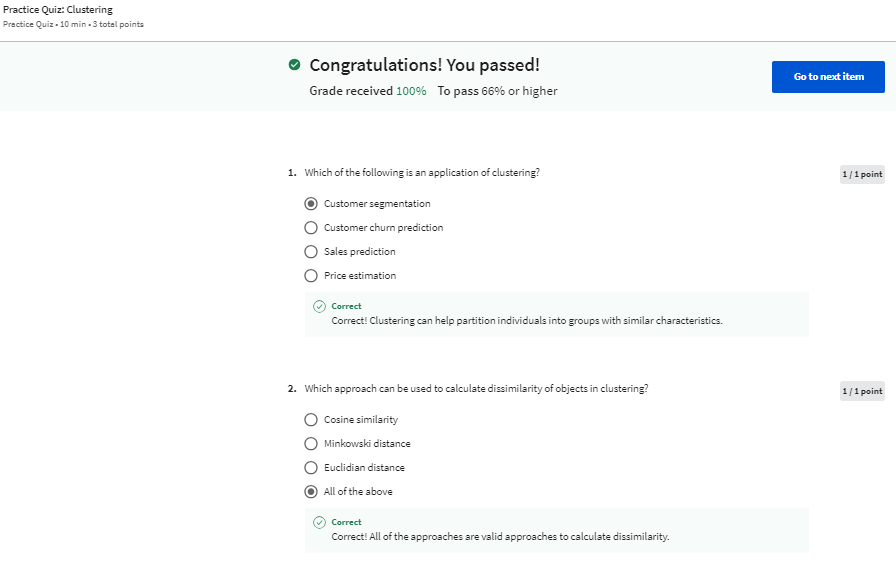 Practice Quiz: Clustering
Practice Quiz • 10 min • 3 total points
Congratulations! You passed!
Grade received 100% To pass 66% or higher
Go to next item
1. Which of the following is an application of clustering?
1 / 1 point
Customer segmentation
Customer churn prediction
Sales prediction
Price estimation
Correct
Correct! Clustering can help partition individuals into groups with similar characteristics.
2. Which approach can be used to calculate dissimilarity of objects in clustering?
1 / 1 point
Cosine similarity
Minkowski distance
Euclidian distance
All of the above
Correct
Correct! All of the approaches are valid approaches to calculate dissimilarity.